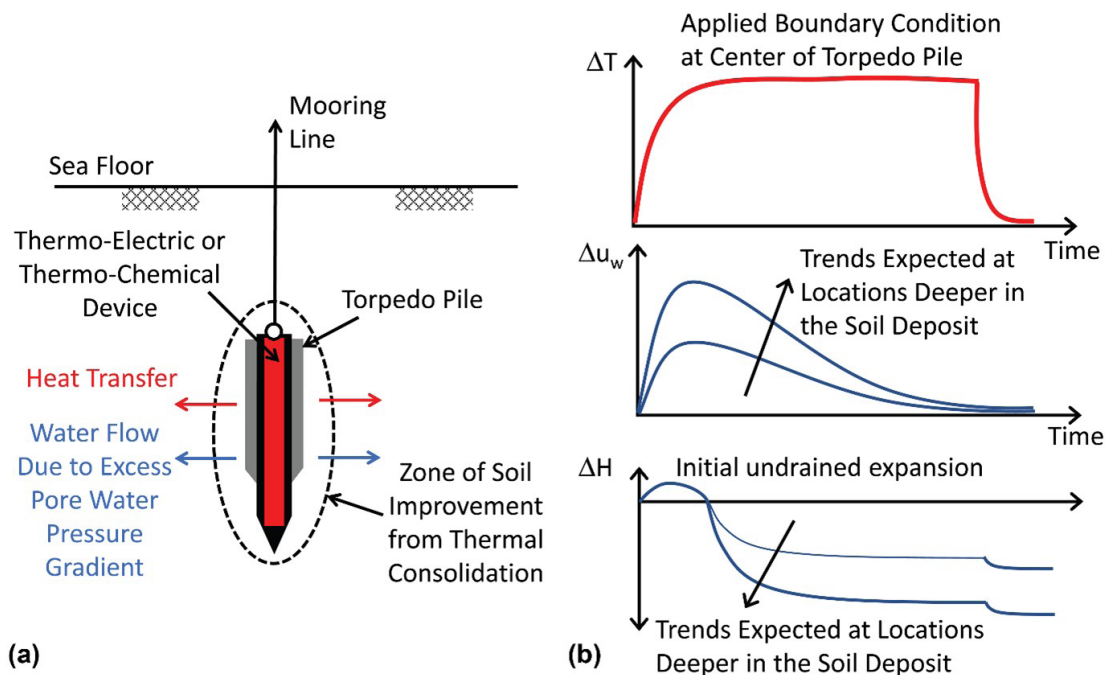 Mooring
Line
Sea Floor
Thermo-Electric or
Thermo-Chemical
Device
Torpedo Pile
Heat Transfer
Water Flow
Due to Excess
Pore Water
Pressure
Gradient
Zone of Soil
Improvement
from Thermal
Consolidation
(a)
Applied Boundary Condition
at Center of Torpedo Pile
ΔT
Time
Δu_w
Trends Expected at
Locations Deeper in
the Soil Deposit
Time
ΔH
Initial undrained expansion
Trends Expected at Locations
Deeper in the Soil Deposit
(b)